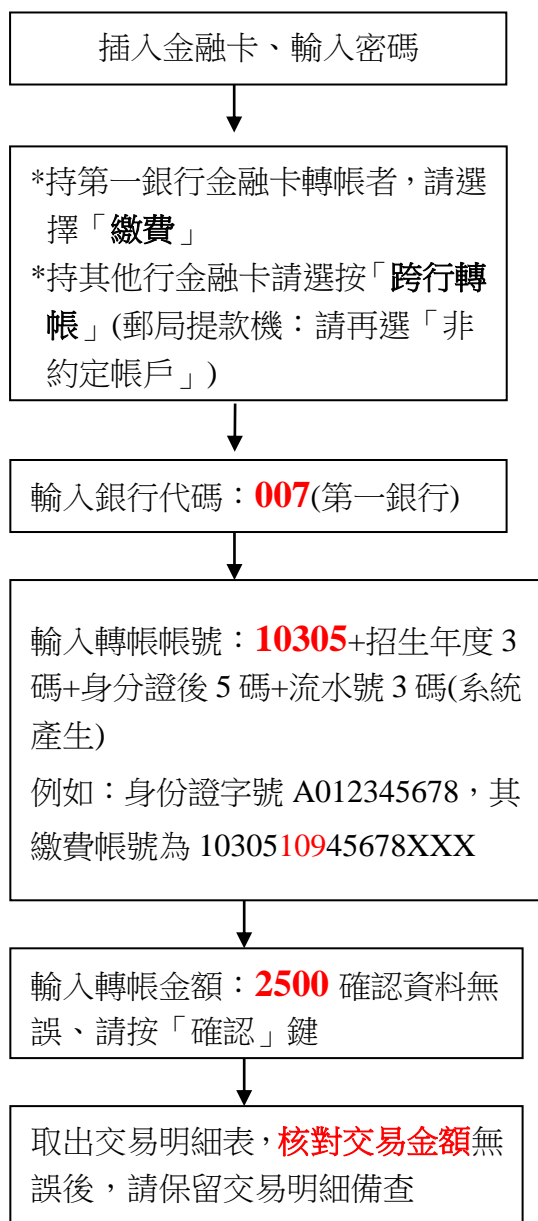 插入金融卡、輸入密碼
*持第一銀行金融卡轉帳者，請選
擇「繳費」
*持其他行金融卡請選按「跨行轉
帳」(郵局提款機：請再選「非
約定帳戶」)
輸入銀行代碼：007(第一銀行)
輸入轉帳帳號：10305+招生年度 3
碼+身分證後 5 碼+流水號 3 碼(系統
產生)
例如：身份證字號 A012345678，其
繳費帳號為 1030510945678XXX
輸入轉帳金額：2500 確認資料無
誤、請按「確認」鍵
取出交易明細表，核對交易金額無
誤後，請保留交易明細備查